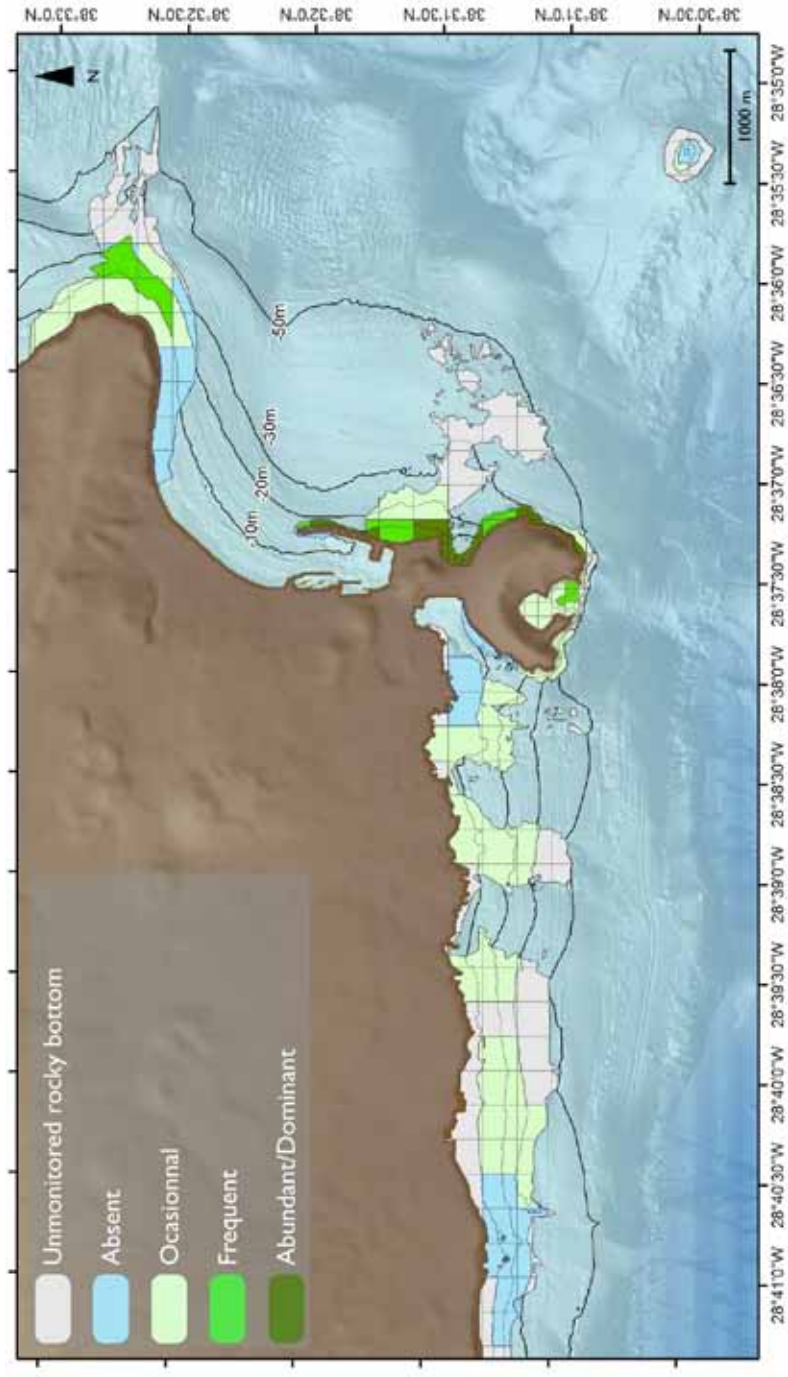 Unmonitored rocky bottom
Absent
Ocasionnal
Frequent
Abundant/Dominant
N
38°33'0"N
38°32'30"N
38°32'0"N
38°31'30"N
38°31'0"N
38°30'30"N
-10m
-20m
-30m
-50m
1000 m
28°41'0"W
28°40'30"W
28°40'0"W
28°39'30"W
28°39'0"W
28°38'30"W
28°38'0"W
28°37'30"W
28°37'0"W
28°36'30"W
28°36'0"W
28°35'30"W
28°35'0"W